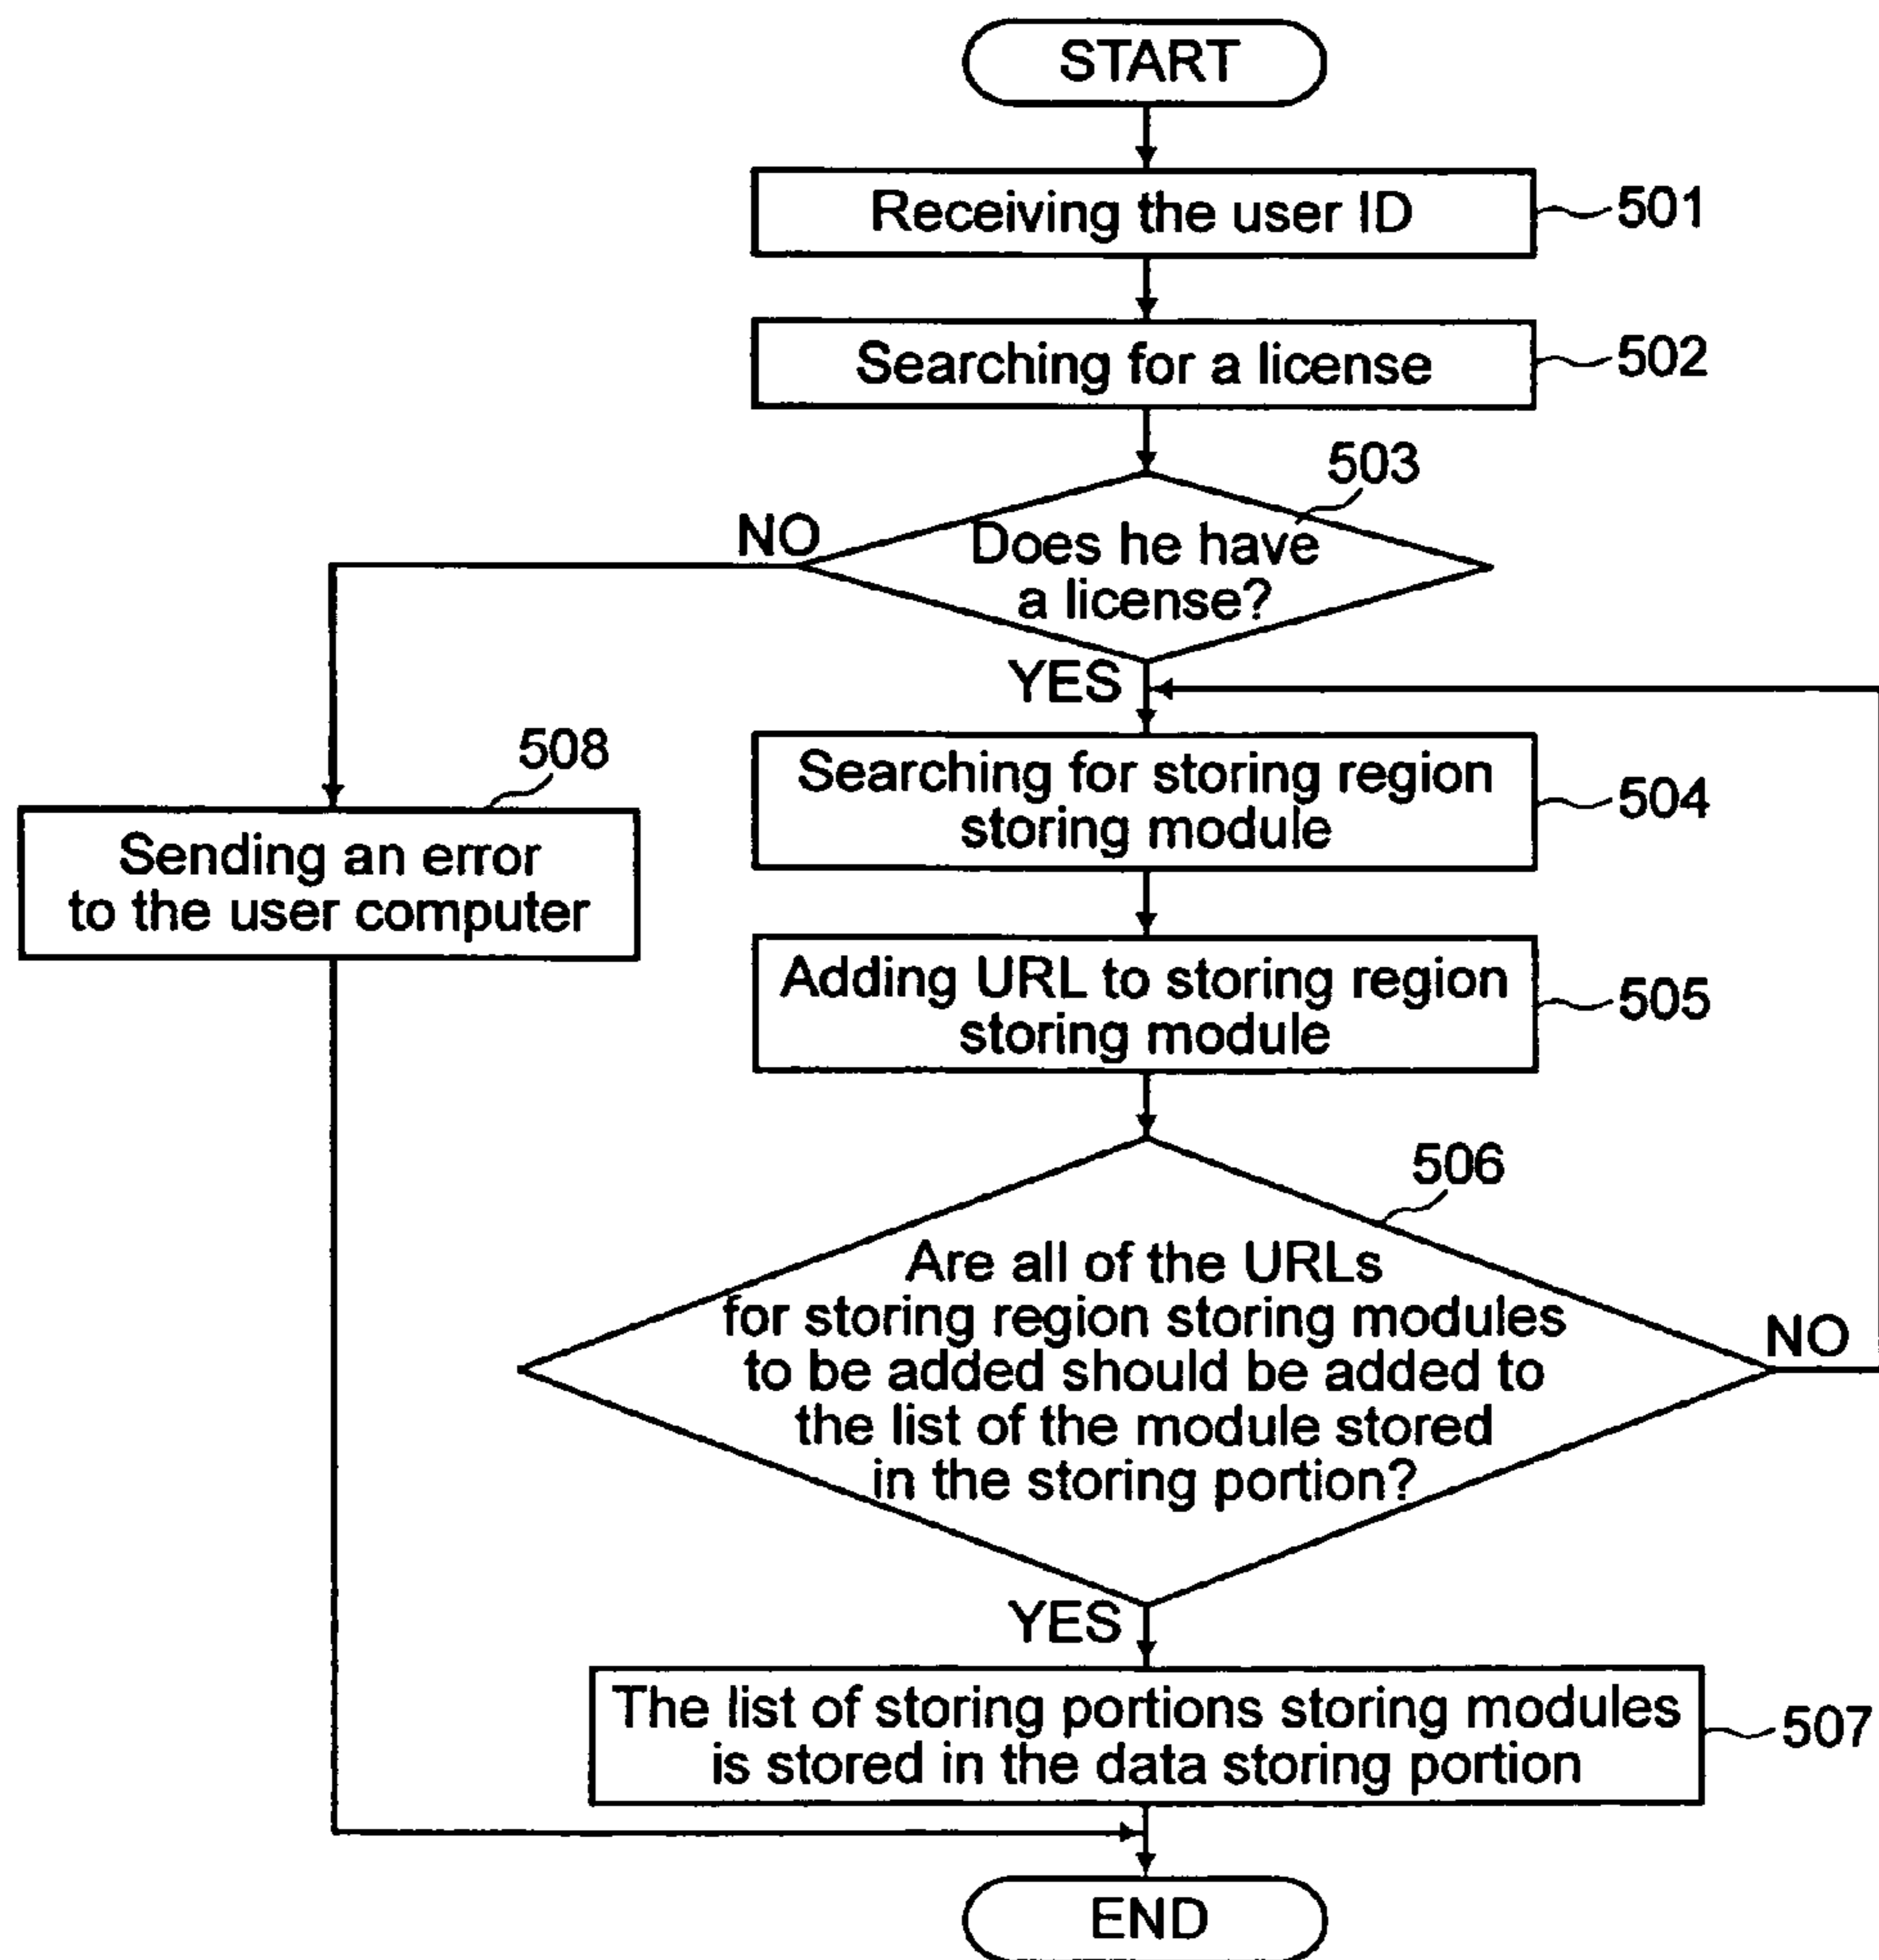 START
Receiving the user ID
501
Searching for a license
502
503
NO
Does he have
a license?
YES
508
Sending an error
to the user computer
Searching for storing region
storing module
504
Adding URL to storing region
storing module
505
506
Are all of the URLs
for storing region storing modules
to be added should be added to
the list of the module stored
in the storing portion?
NO
YES
The list of storing portions storing modules
is stored in the data storing portion
507
END